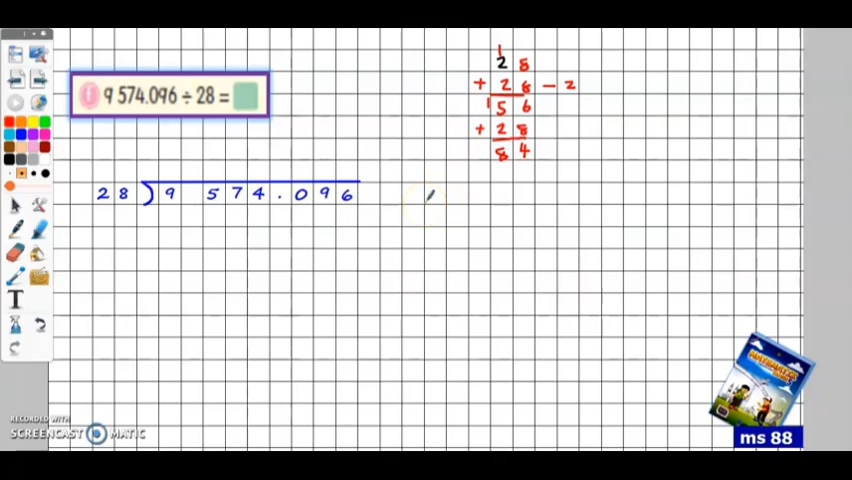 f 9 574.096 ÷ 28 =
1
2 8
+ 2 8 — 2
1 5 6
+ 2 8
8 4
28 ) 9 574.096
T
RECORDED WITH
SCREENCAST MATIC
MATHEMATICS
ms 88